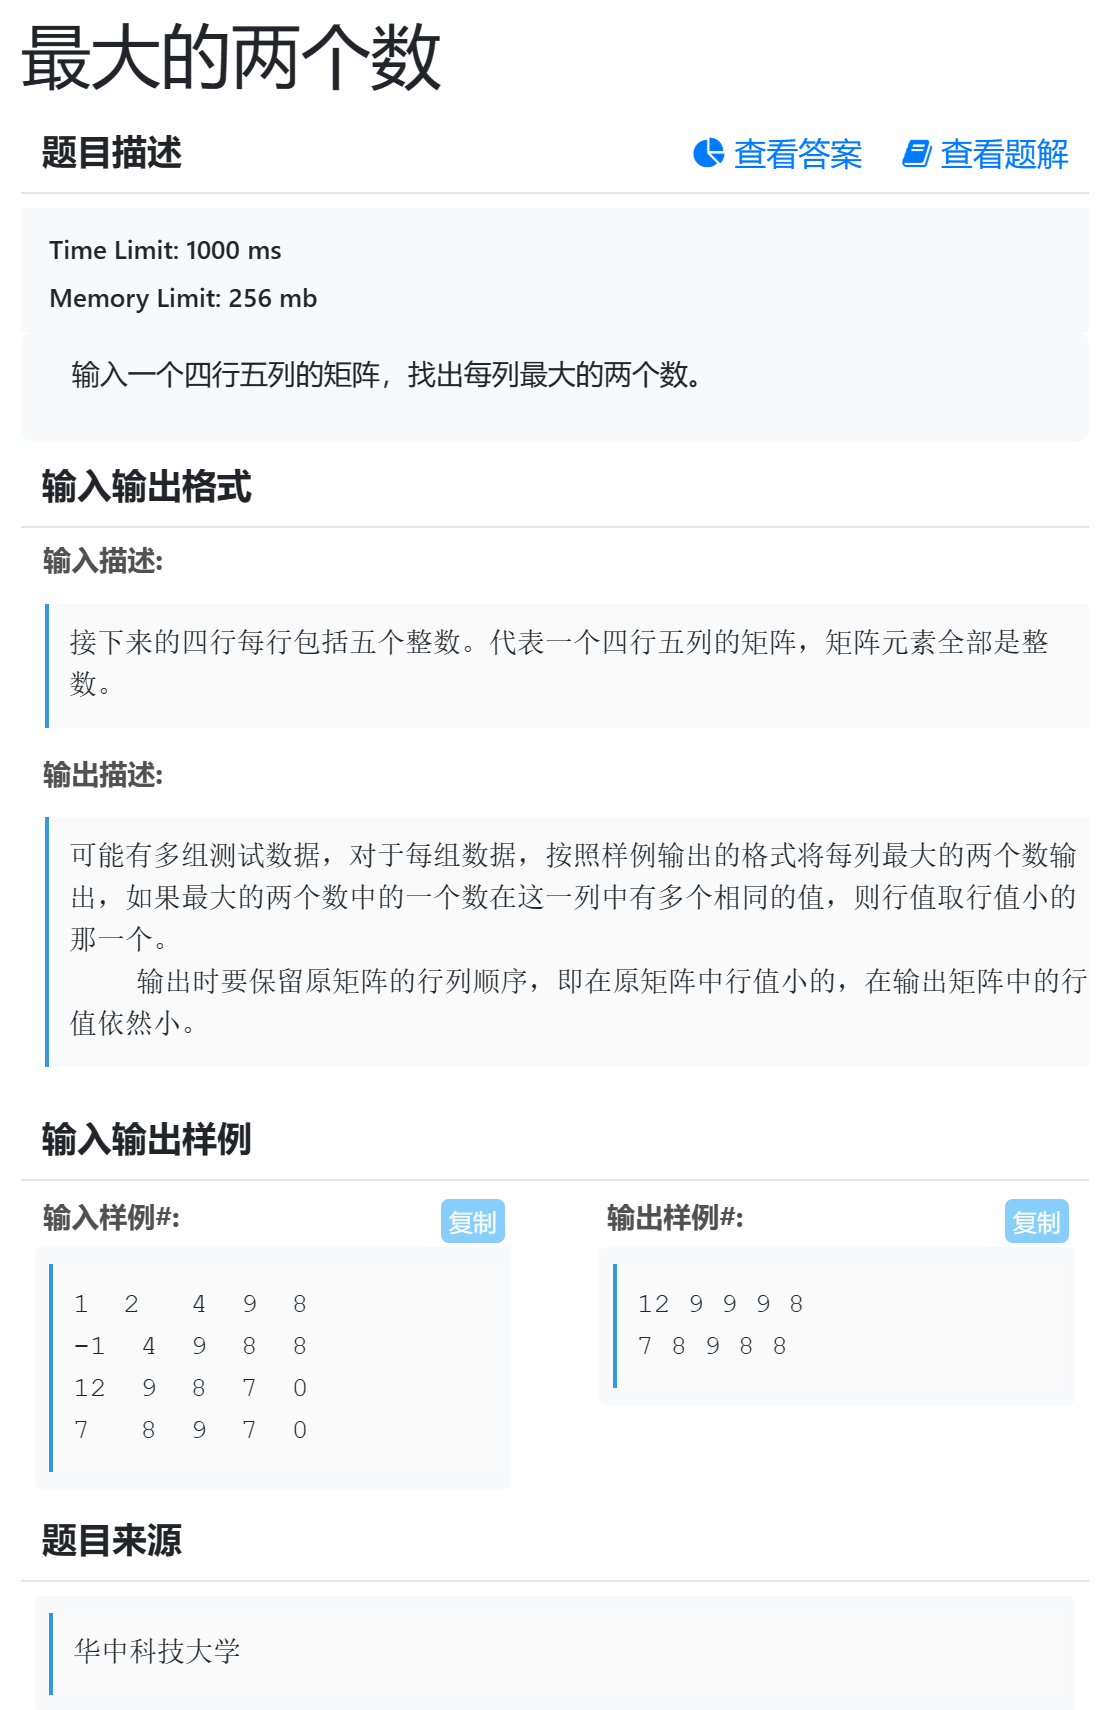 最大的两个数
题目描述
查看答案 查看题解
Time Limit: 1000 ms
Memory Limit: 256 mb
输入一个四行五列的矩阵，找出每列最大的两个数。
输入输出格式
输入描述:
接下来的四行每行包括五个整数。代表一个四行五列的矩阵，矩阵元素全部是整
数。
输出描述:
可能有多组测试数据，对于每组数据，按照样例输出的格式将每列最大的两个数输
出，如果最大的两个数中的一个数在这一列中有多个相同的值，则行值取行值小的
那一个。
输出时要保留原矩阵的行列顺序，即在原矩阵中行值小的，在输出矩阵中的行
值依然小。
输入输出样例
输入样例#:
复制
1  2   4  9  8
-1  4  9  8  8
12  9  8  7  0
7   8  9  7  0
输出样例#:
复制
12 9 9 9 8
7 8 9 8 8
题目来源
华中科技大学